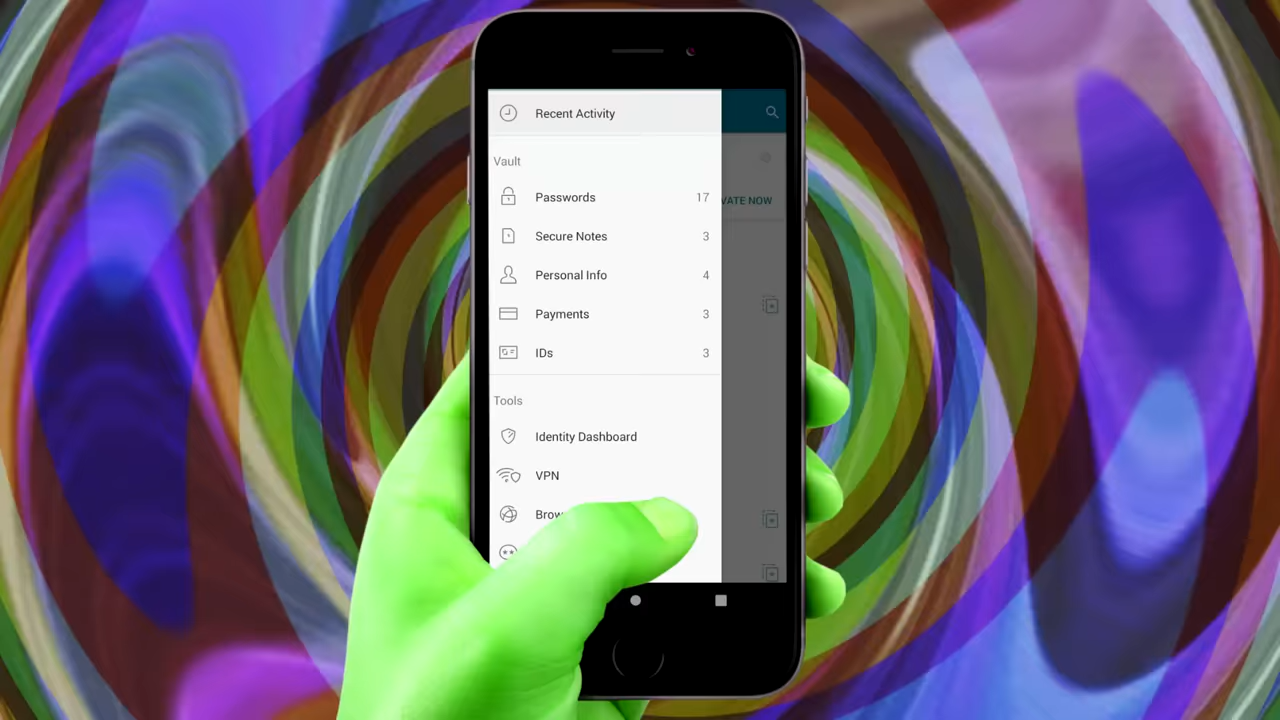 Recent Activity
Vault
Passwords 17
Secure Notes 3
Personal Info 4
Payments 3
IDs 3
VATE NOW
Tools
Identity Dashboard
VPN
Brow